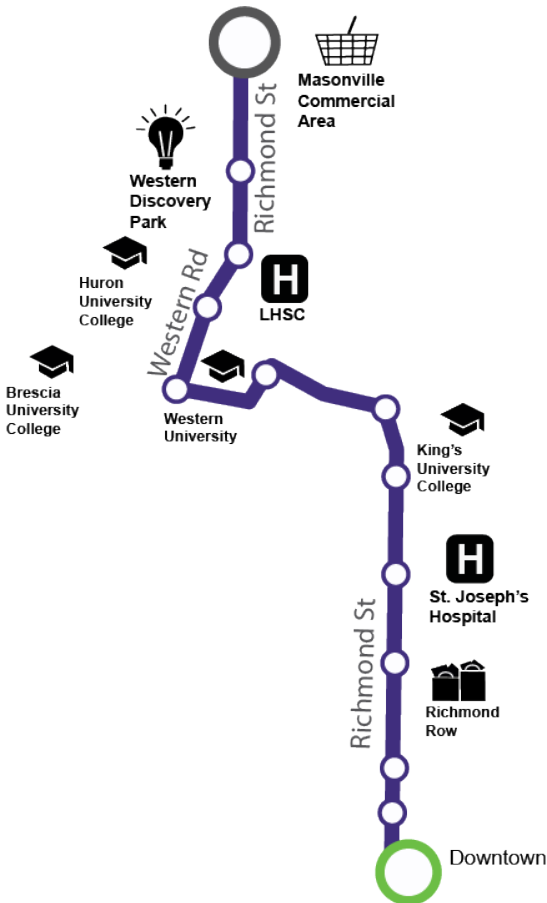 Masonville
Commercial
Area
Richmond St
Western
Discovery
Park
Huron
University
College
Western Rd
H
LHSC
Brescia
University
College
Western
University
King's
University
College
H
St. Joseph's
Hospital
Richmond St
Richmond
Row
Downtown